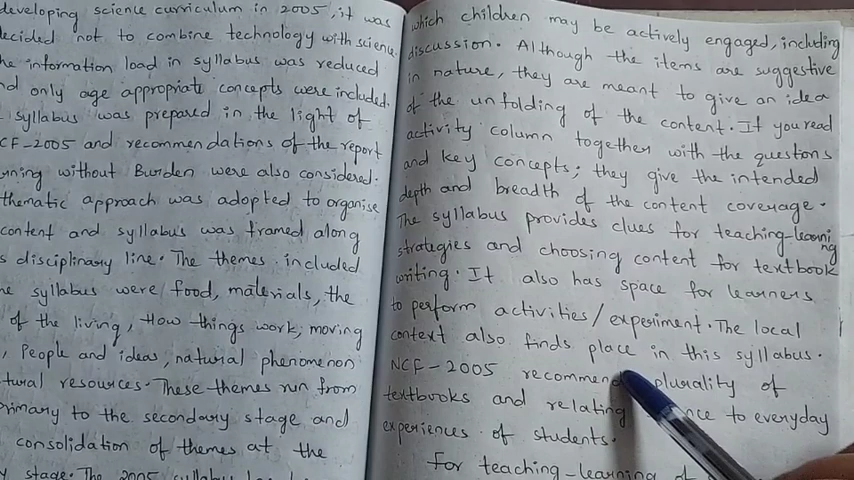 developing science curriculum in 2005, it was
decided not to combine technology with science.
he information load in syllabus was reduced
nd only age appropriate concepts were included.
syllabus was prepared in the light of
CF-2005 and recommendations of the report
rning without Burden were also considered.
thematic approach was adopted to organise
content and syllabus was framed along
s disciplinary line. The themes included
he syllabus were food, materials, the
of the living, How things work, moving
, People and ideas, natural phenomenon
tural resources. These themes run from
primary to the secondary stage and
consolidation of themes at the
y stage. The 2005 syllabus
which children may be actively engaged, including
discussion. Although the items are suggestive
in nature, they are meant to give an idea
of the unfolding of the content. If you read
activity column together with the questions
and key concepts; they give the intended
depth and breadth of the content coverage.
The syllabus provides clues for teaching-learning
strategies and choosing content for textbook
writing. It also has space for learners
to perform activities/experiment. The local
context also finds place in this syllabus.
NCF-2005 recommend plurality of
textbooks and relating nce to everyday
experiences of students.
For teaching-learning of